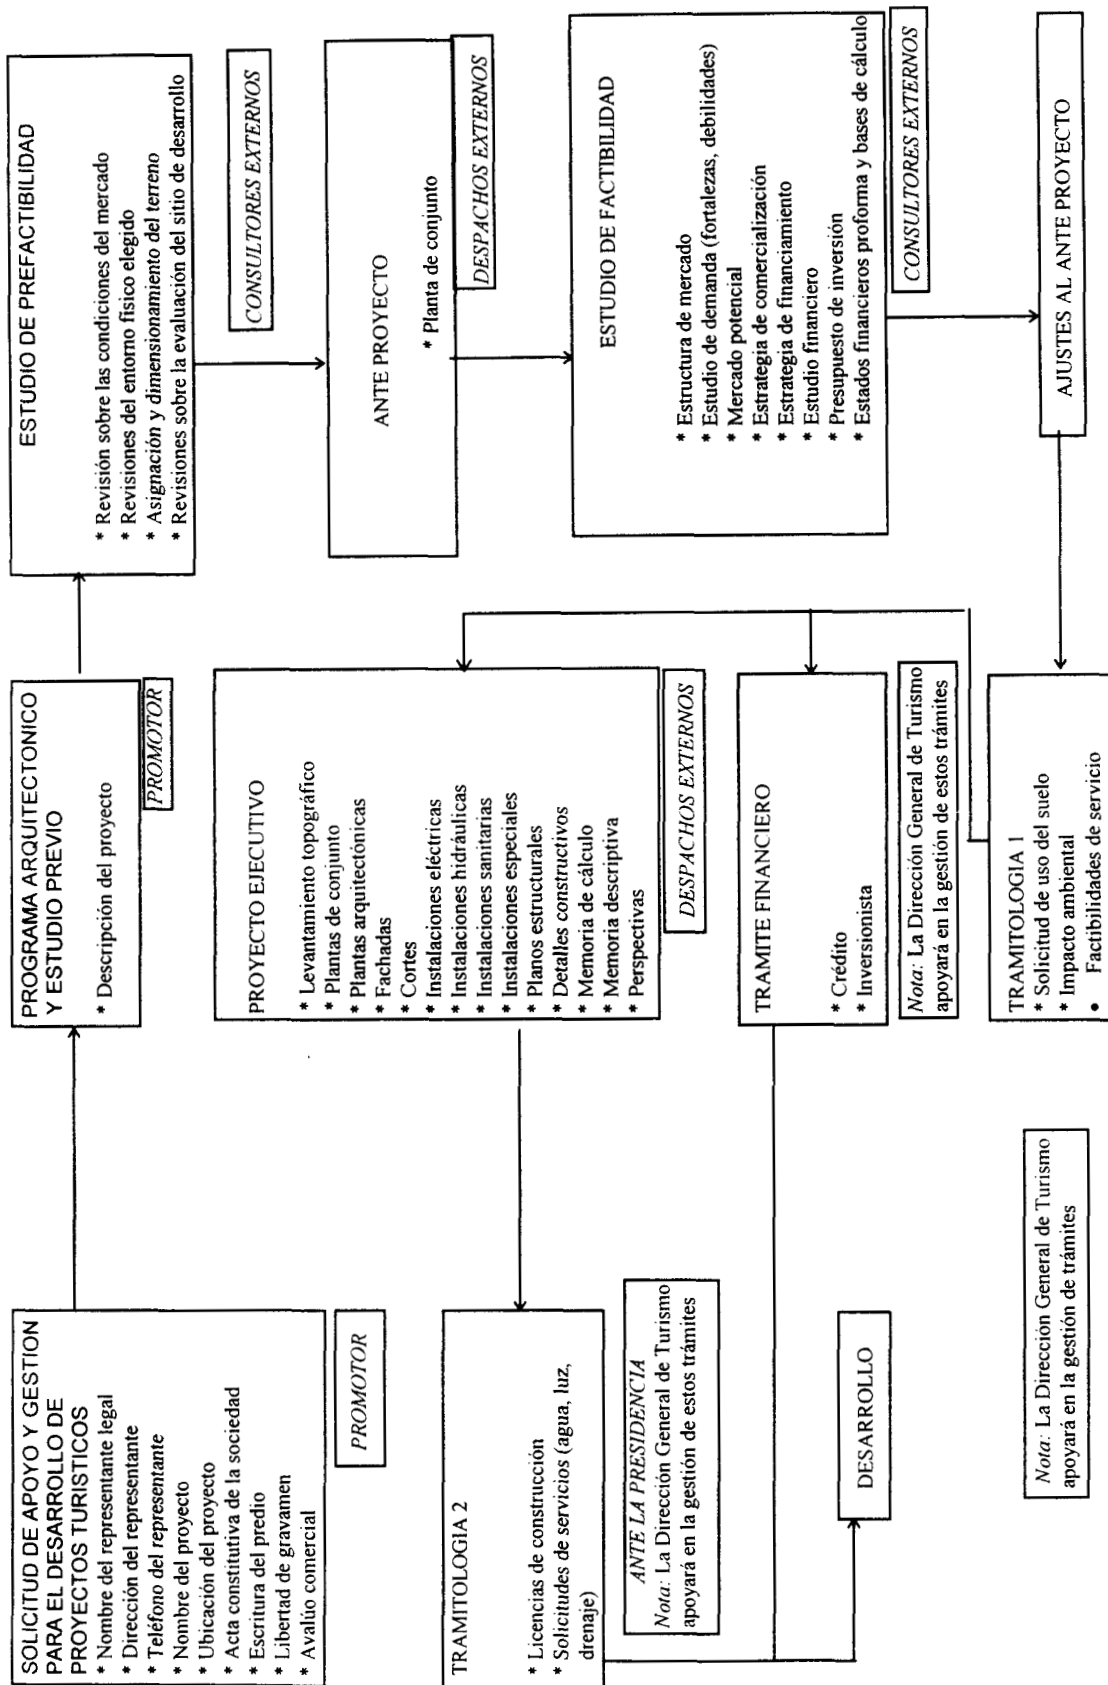 SOLICITUD DE APOYO Y GESTION
PARA EL DESARROLLO DE
PROYECTOS TURISTICOS
* Nombre del representante legal
* Dirección del representante
* Teléfono del representante
* Nombre del proyecto
* Ubicación del proyecto
* Acta constitutiva de la sociedad
* Escritura del predio
* Libertad de gravamen
* Avalúo comercial
PROMOTOR
PROGRAMA ARQUITECTONICO
Y ESTUDIO PREVIO
* Descripción del proyecto
PROMOTOR
ESTUDIO DE PREFACTIBILIDAD
* Revisión sobre las condiciones del mercado
* Revisiones del entorno físico elegido
* Asignación y dimensionamiento del terreno
* Revisiones sobre la evaluación del sitio de desarrollo
CONSULTORES EXTERNOS
ANTE PROYECTO
* Planta de conjunto
DESPACHOS EXTERNOS
ESTUDIO DE FACTIBILIDAD
* Estructura de mercado
* Estudio de demanda (fortalezas, debilidades)
* Mercado potencial
* Estrategia de comercialización
* Estrategia de financiamiento
* Estudio financiero
* Presupuesto de inversión
* Estados financieros proforma y bases de cálculo
CONSULTORES EXTERNOS
AJUSTES AL ANTE PROYECTO
TRAMITOLOGIA 1
* Solicitud de uso del suelo
* Impacto ambiental
• Factibilidades de servicio
Nota: La Dirección General de Turismo
apoyará en la gestión de trámites
PROYECTO EJECUTIVO
* Levantamiento topográfico
* Plantas de conjunto
* Plantas arquitectónicas
* Fachadas
* Cortes
* Instalaciones eléctricas
* Instalaciones hidráulicas
* Instalaciones sanitarias
* Instalaciones especiales
* Planos estructurales
* Detalles constructivos
* Memoria de cálculo
* Memoria descriptiva
* Perspectivas
DESPACHOS EXTERNOS
TRAMITE FINANCIERO
* Crédito
* Inversionista
Nota: La Dirección General de Turismo
apoyará en la gestión de estos trámites
TRAMITOLOGIA 2
* Licencias de construcción
* Solicitudes de servicios (agua, luz,
drenaje)
ANTE LA PRESIDENCIA
Nota: La Dirección General de Turismo
apoyará en la gestión de estos trámites
DESARROLLO